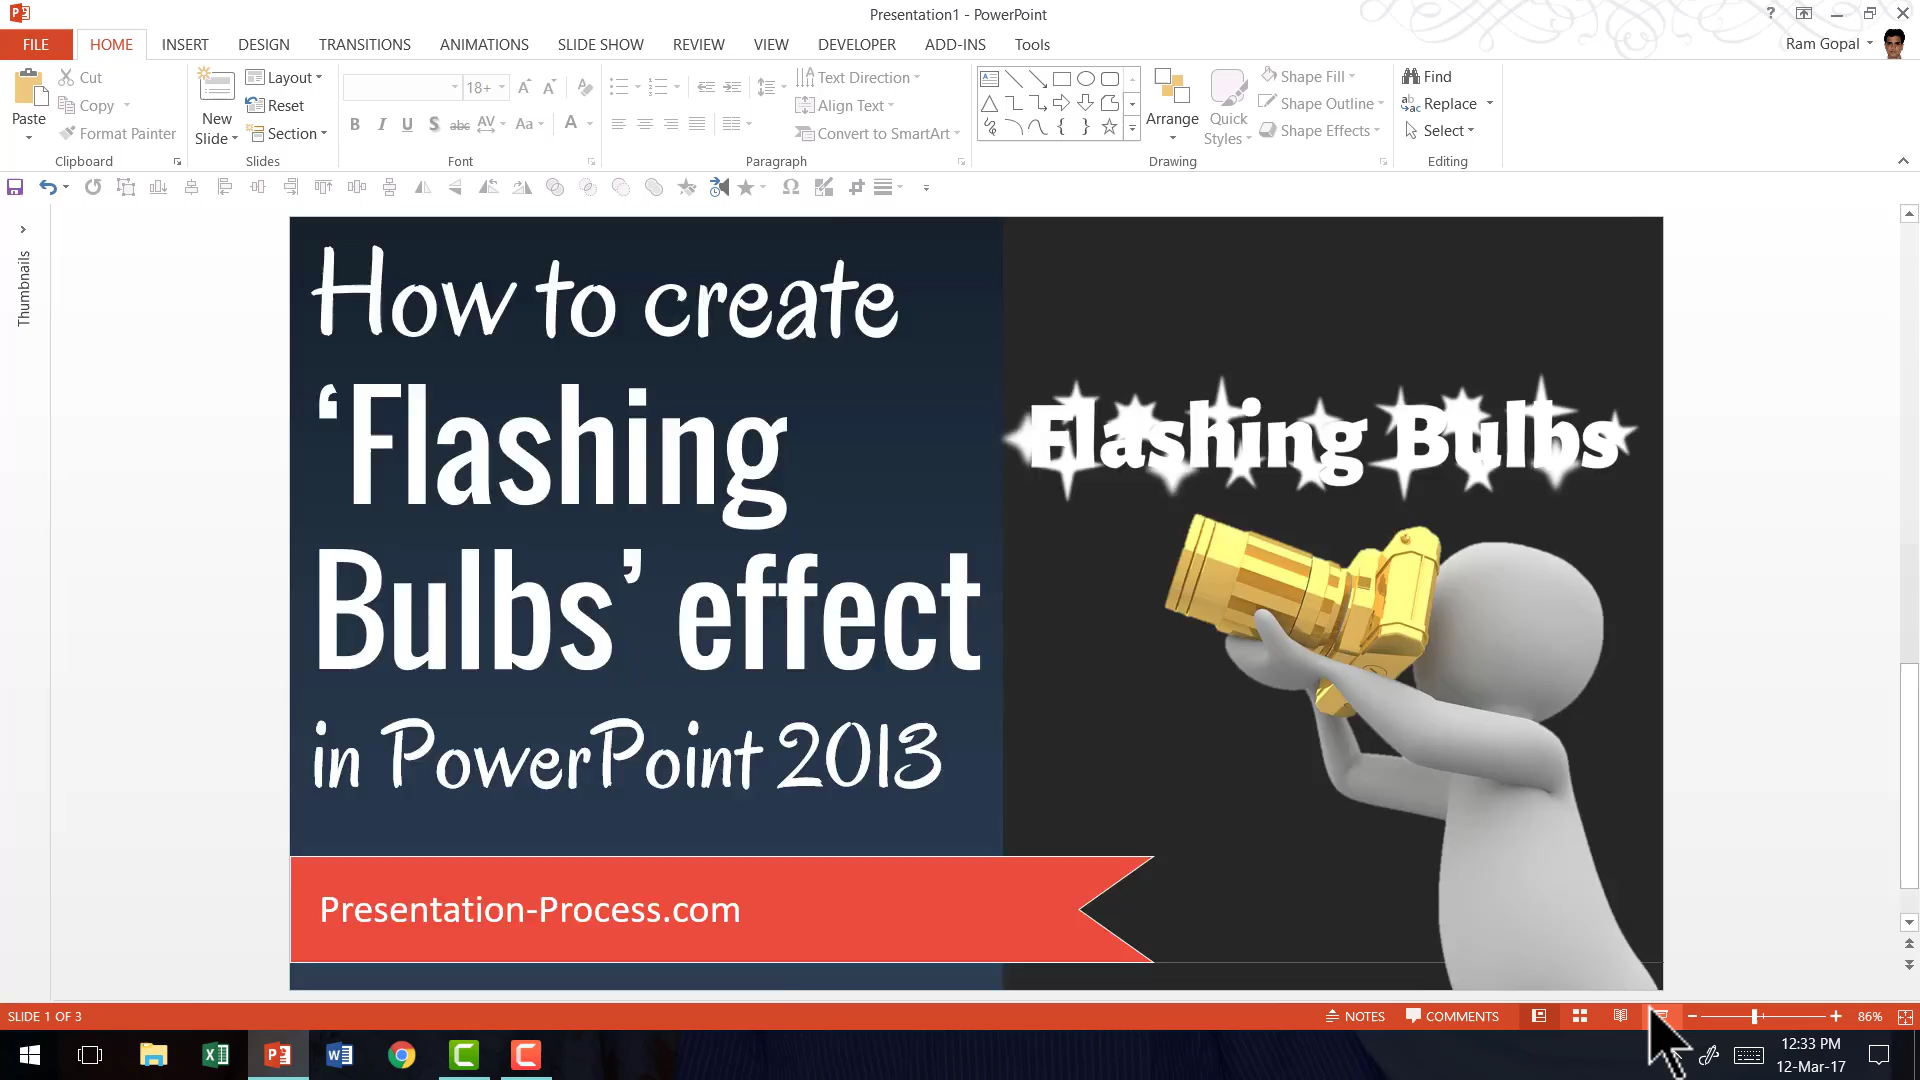 Presentation1 - PowerPoint
FILE HOME INSERT DESIGN TRANSITIONS ANIMATIONS SLIDE SHOW REVIEW VIEW DEVELOPER ADD-INS Tools Ram Gopal
Paste
Cut
Copy
Format Painter
Clipboard
New
Slide
Layout
Reset
Section
Slides
18+
B I U S abc AV Aa A
Font
Text Direction
Align Text
Convert to SmartArt
Paragraph
Arrange
Quick
Styles
Shape Fill
Shape Outline
Shape Effects
Drawing
Find
Replace
Select
Editing
Thumbnails
How to create
‘Flashing
Bulbs’ effect
in PowerPoint 2013
Flashing Bulbs
Presentation-Process.com
SLIDE 1 OF 3 NOTES COMMENTS 86%
12:33 PM
12-Mar-17